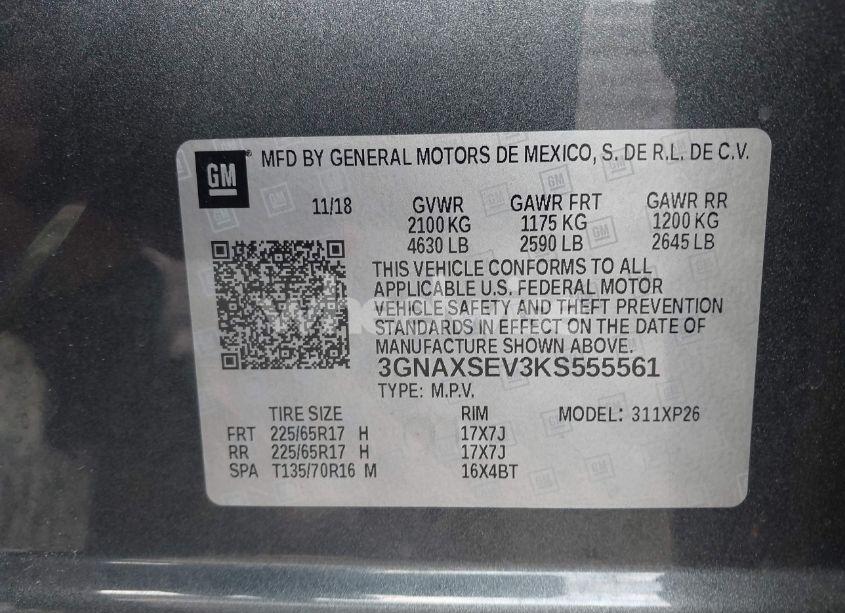 GM ® MFD BY GENERAL MOTORS DE MEXICO, S. DE R.L. DE C.V.
11/18 GVWR GAWR FRT GAWR RR
2100 KG 1175 KG 1200 KG
4630 LB 2590 LB 2645 LB
THIS VEHICLE CONFORMS TO ALL
APPLICABLE U.S. FEDERAL MOTOR
VEHICLE SAFETY AND THEFT PREVENTION
STANDARDS IN EFFECT ON THE DATE OF
MANUFACTURE SHOWN ABOVE.
3GNAXSEV3KS555561
TYPE: M.P.V.
TIRE SIZE RIM MODEL: 311XP26
FRT 225/65R17 H 17X7J
RR 225/65R17 H 17X7J
SPA T135/70R16 M 16X4BT